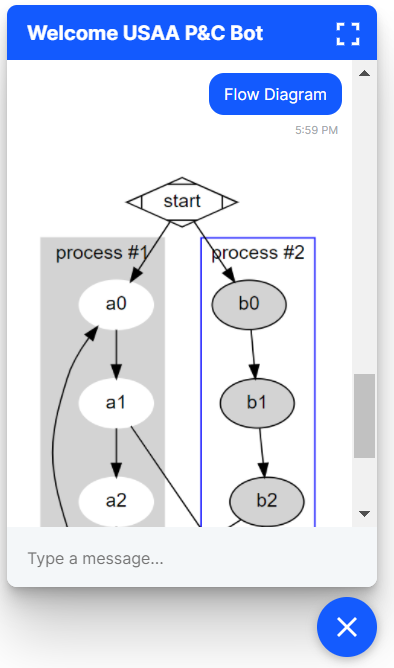 Welcome USAA P&C Bot
Flow Diagram
5:59 PM
start
process #1
process #2
a0
b0
a1
b1
a2
b2
Type a message...